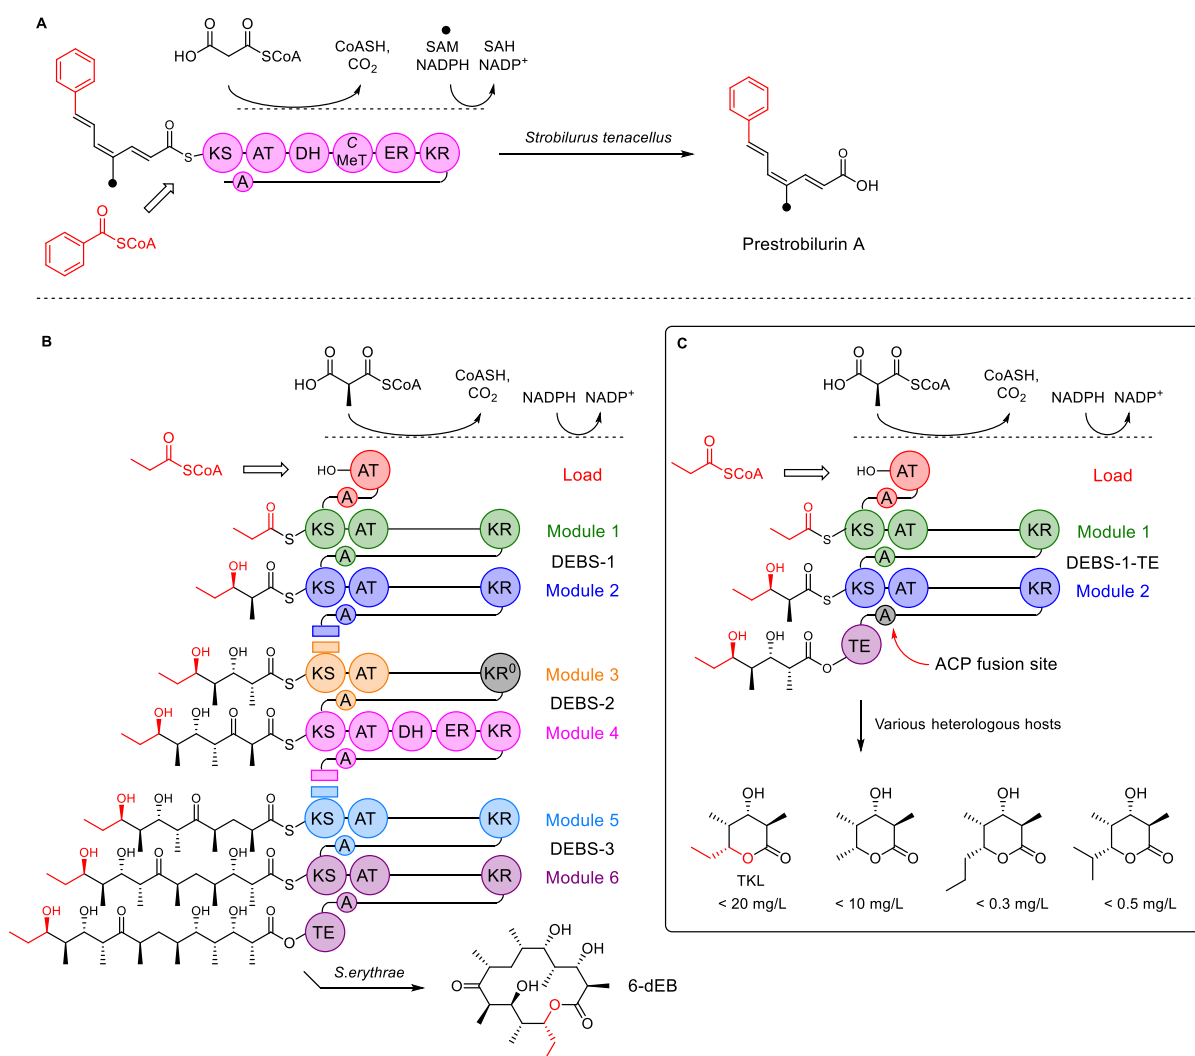 A
O O
HO SCoA
CoASH,
CO2
SAM
NADPH
SAH
NADP+
O
S
KS AT DH C MeT ER KR
A
Strobilurus tenacellus
O
OH
O
SCoA
Prestrobilurin A
B
O O
HO SCoA
CoASH,
CO2
NADPH NADP+
O
SCoA
HO AT
Load
A
O
S KS AT KR Module 1
A DEBS-1
OH O
S KS AT KR Module 2
A
OH OH O
S KS AT KR0 Module 3
A DEBS-2
OH OH O O
S KS AT DH ER KR Module 4
A
OH OH O O
S KS AT KR Module 5
A DEBS-3
OH OH O OH O
S KS AT KR Module 6
A
OH OH O OH OH O
O TE
S.erythrae
OH
OH
O OH O
O
6-dEB
C
O O
HO SCoA
CoASH,
CO2
NADPH NADP+
O
SCoA
HO AT
Load
A
O
S KS AT KR Module 1
A DEBS-1-TE
OH O
S KS AT KR Module 2
A
OH OH O
O TE
ACP fusion site
Various heterologous hosts
OH OH OH OH
O O O O O O O O
TKL
< 20 mg/L < 10 mg/L < 0.3 mg/L < 0.5 mg/L